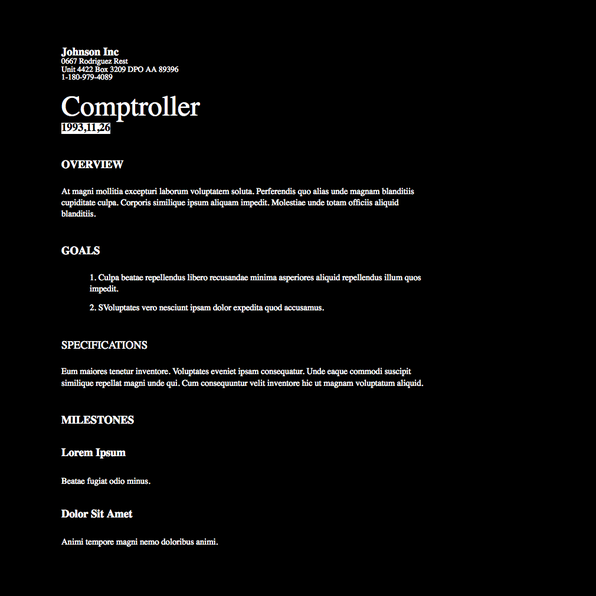 Johnson Inc
0667 Rodriguez Rest
Unit 4422 Box 3209 DPO AA 89396
1-180-979-4089
Comptroller
1993,11,26
OVERVIEW
At magni mollitia excepturi laborum voluptatem soluta. Perferendis quo alias unde magnam blanditiis
cupiditate culpa. Corporis similique ipsum aliquam impedit. Molestiae unde totam officiis aliquid
blanditiis.
GOALS
1. Culpa beatae repellendus libero recusandae minima asperiores aliquid repellendus illum quos
impedit.
2. SVoluptates vero nesciunt ipsam dolor expedita quod accusamus.
SPECIFICATIONS
Eum maiores tenetur inventore. Voluptates eveniet ipsam consequatur. Unde eaque commodi suscipit
similique repellat magni unde qui. Cum consequuntur velit inventore hic ut magnam voluptatum aliquid.
MILESTONES
Lorem Ipsum
Beatae fugiat odio minus.
Dolor Sit Amet
Animi tempore magni nemo doloribus animi.